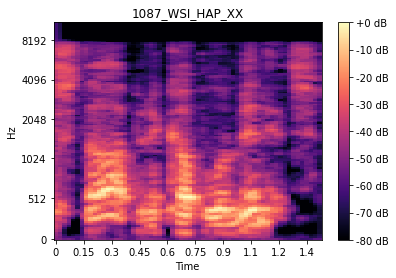 1087_WSI_HAP_XX
+0 dB
8192
-10 dB
4096
-20 dB
-30 dB
2048
Hz
-40 dB
1024
-50 dB
512
-60 dB
-70 dB
0
-80 dB
0 0.15 0.3 0.45 0.6 0.75 0.9 1.1 1.2 1.4
Time